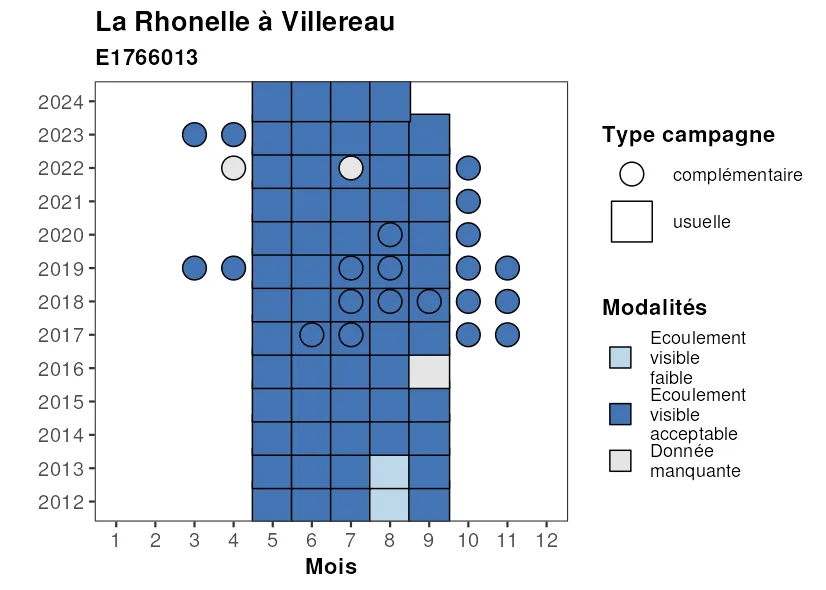 La Rhonelle à Villereau
E1766013
2024
2023
2022
2021
2020
2019
2018
2017
2016
2015
2014
2013
2012
1 2 3 4 5 6 7 8 9 10 11 12
Mois
Type campagne
complémentaire
usuelle
Modalités
Ecoulement
visible
faible
Ecoulement
visible
acceptable
Donnée
manquante